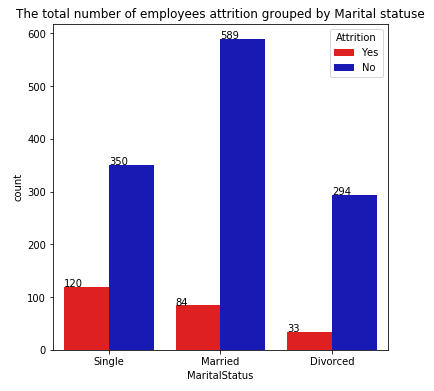 The total number of employees attrition grouped by Marital statuse
Attrition
Yes
No
count
600
500
400
300
200
100
0
120
350
84
589
33
294
Single
Married
Divorced
MaritalStatus